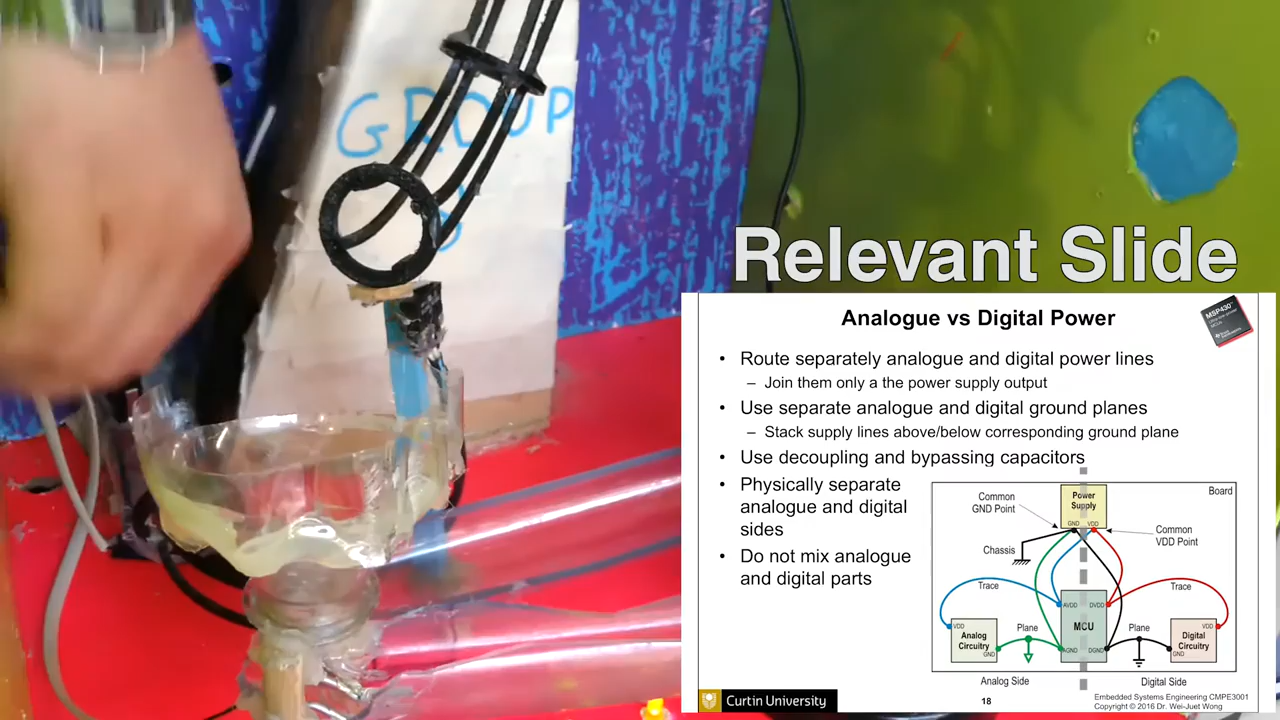 GROUP
Relevant Slide
Analogue vs Digital Power
MSP430
• Route separately analogue and digital power lines
– Join them only a the power supply output
• Use separate analogue and digital ground planes
– Stack supply lines above/below corresponding ground plane
• Use decoupling and bypassing capacitors
• Physically separate
analogue and digital
sides
• Do not mix analogue
and digital parts
Board
Power
Supply
GND VDD
Common
GND Point
Common
VDD Point
Chassis
Trace
Trace
AVDD DVDD
MCU
AGND DGND
VDD
Analog
Circuitry
GND
Plane
Plane
VDD
Digital
Circuitry
GND
Analog Side
Digital Side
Curtin University
18
Embedded Systems Engineering CMPE3001
Copyright © 2016 Dr. Wei-Juet Wong